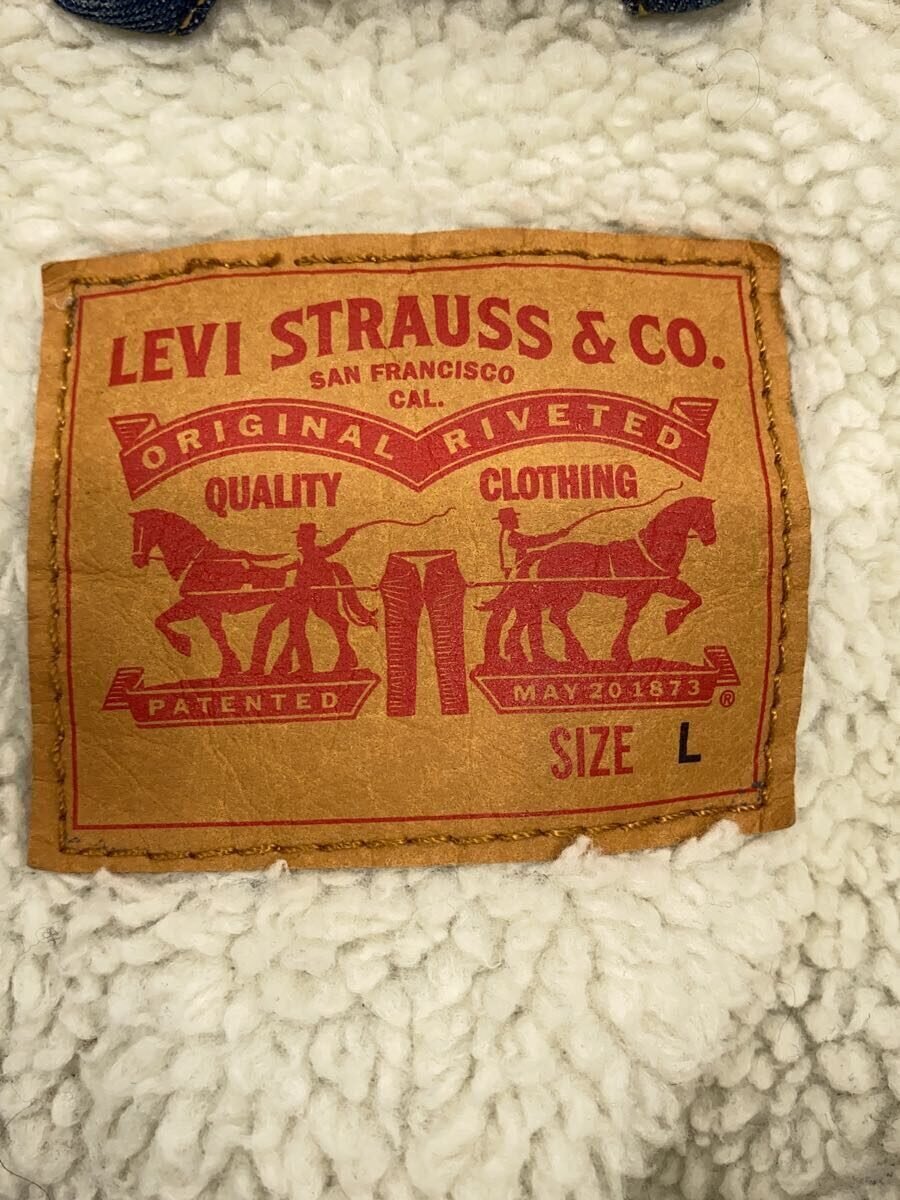 LEVI STRAUSS & CO.
SAN FRANCISCO
CAL.
ORIGINAL RIVETED
QUALITY CLOTHING
PATENTED MAY 20 1873 ®
SIZE L